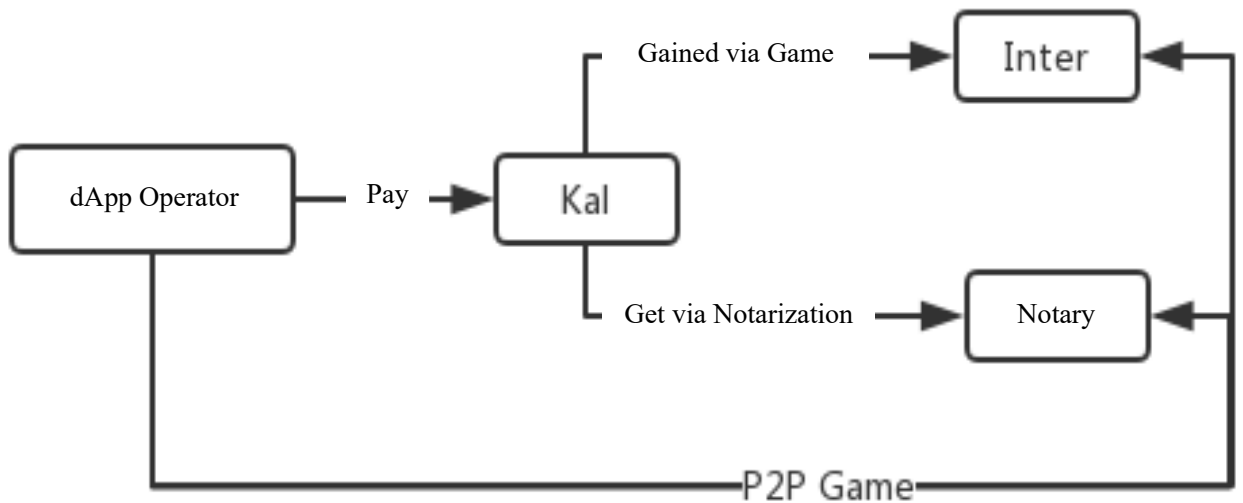 Gained via Game
Inter
dApp Operator
Pay
Kal
Get via Notarization
Notary
P2P Game